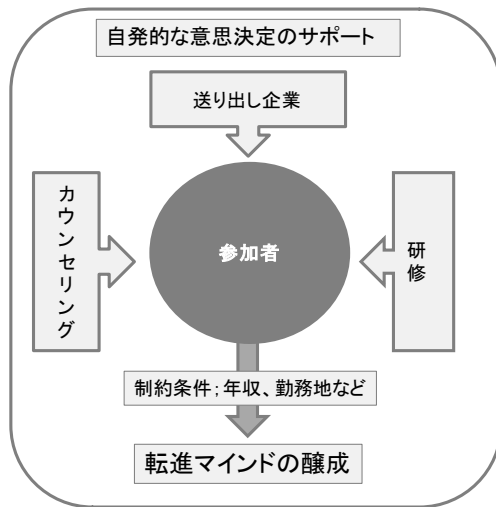 自発的な意思決定のサポート
送り出し企業
カウンセリング
参加者
研修
制約条件；年収、勤務地など
転進マインドの醸成